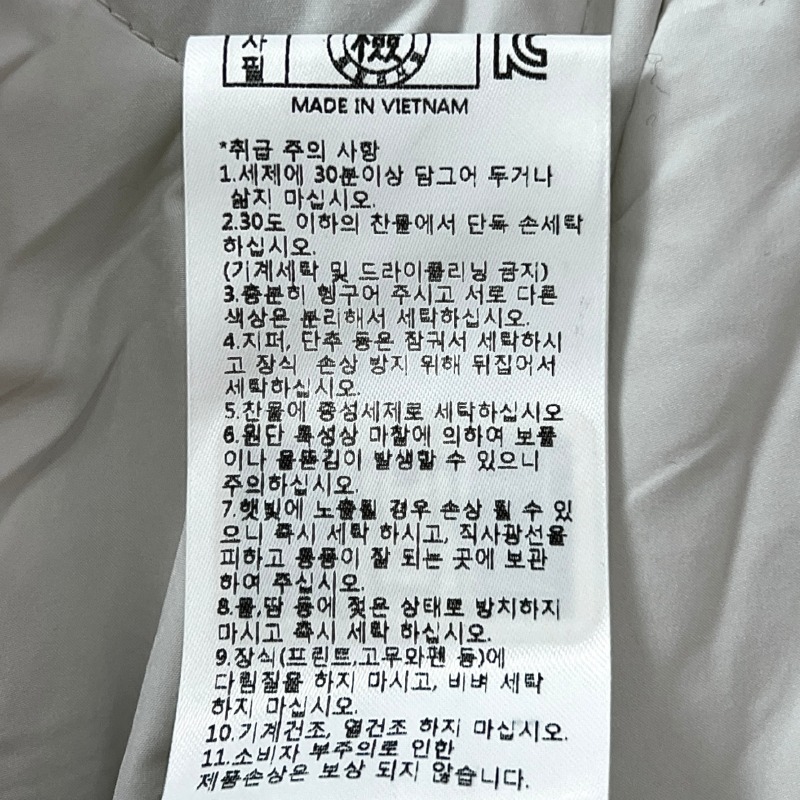 사
필
檢
MADE IN VIETNAM
*취급 주의 사항
1.세제에 30분이상 담그어 두거나
삶지 마십시오.
2.30도 이하의 찬물에서 단독 손세탁
하십시오.
(기계세탁 및 드라이클리닝 금지)
3.충분히 헹구어 주시고 서로 다른
색상은 분리해서 세탁하십시오.
4.지퍼, 단추 등은 잠궈서 세탁하시
고 장식 손상 방지 위해 뒤집어서
세탁하십시오.
5.찬물에 중성세제로 세탁하십시오
6.원단 특성상 마찰에 의하여 보풀
이나 올뜯김이 발생할 수 있으니
주의하십시오.
7.햇빛에 노출될 경우 손상 될 수 있
으니 즉시 세탁 하시고, 직사광선을
피하고 통풍이 잘 되는 곳에 보관
하여 주십시오.
8.물,땀 등에 젖은 상태로 방치하지
마시고 즉시 세탁 하십시오.
9.장식(프린트,고무와펜 등)에
다림질을 하지 마시고, 비벼 세탁
하지 마십시오.
10.기계건조, 열건조 하지 마십시오.
11.소비자 부주의로 인한
제품손상은 보상 되지 않습니다.